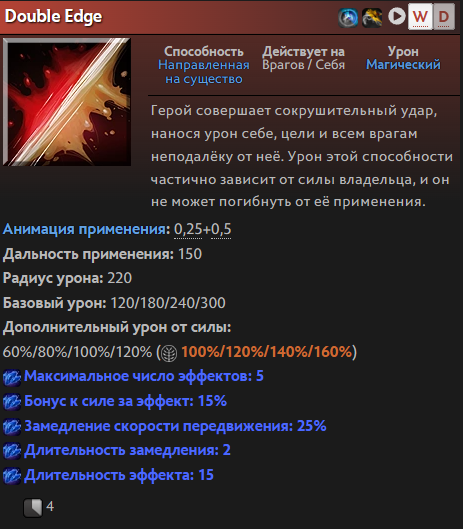 Double Edge
W D
Способность Действует на Урон
Направленная Врагов / Себя Магический
на существо
Герой совершает сокрушительный удар,
нанося урон себе, цели и всем врагам
неподалёку от неё. Урон этой способности
частично зависит от силы владельца, и он
не может погибнуть от её применения.
Анимация применения: 0,25+0,5
Дальность применения: 150
Радиус урона: 220
Базовый урон: 120/180/240/300
Дополнительный урон от силы:
60%/80%/100%/120% (100%/120%/140%/160%)
Максимальное число эффектов: 5
Бонус к силе за эффект: 15%
Замедление скорости передвижения: 25%
Длительность замедления: 2
Длительность эффекта: 15
4